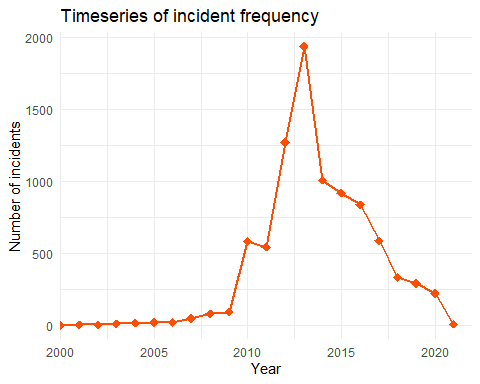 Timeseries of incident frequency
2000
1500
1000
500
0
Number of incidents
2000 2005 2010 2015 2020
Year